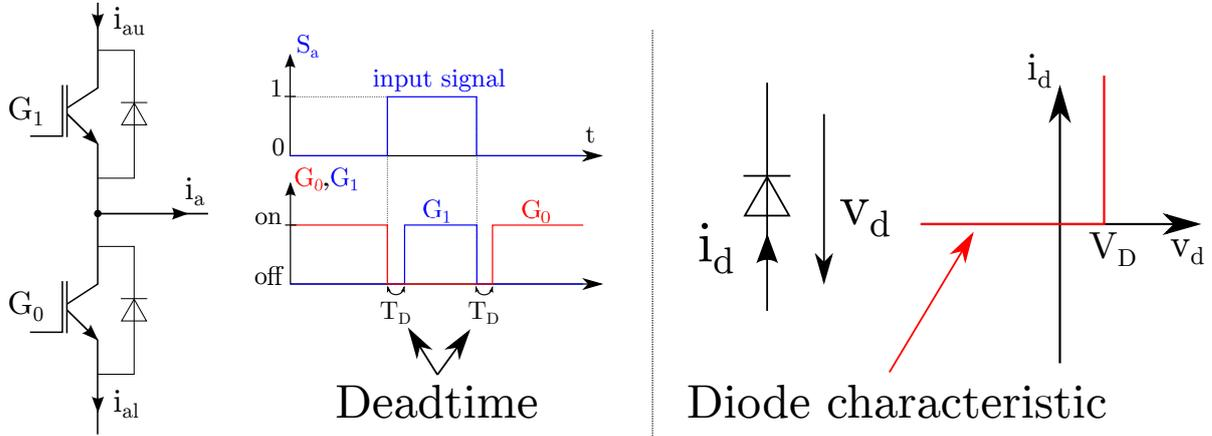 i_au
G_1
i_a
G_0
i_al
S_a
input signal
1
0
t
G_0,G_1
on
off
G_1
G_0
T_D
T_D
Deadtime
i_d
v_d
i_d
V_D
v_d
Diode characteristic